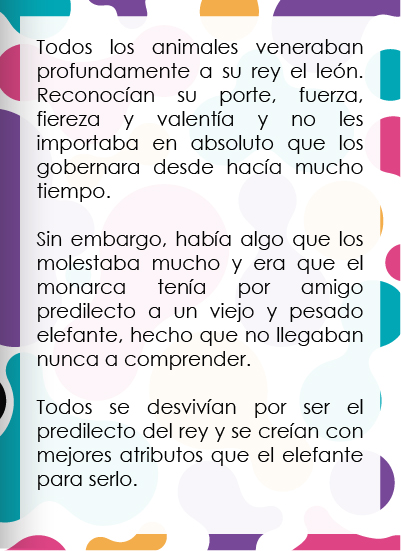 Todos los animales veneraban
profundamente a su rey el león.
Reconocían su porte, fuerza,
fiereza y valentía y no les
importaba en absoluto que los
gobernara desde hacía mucho
tiempo.
Sin embargo, había algo que los
molestaba mucho y era que el
monarca tenía por amigo
predilecto a un viejo y pesado
elefante, hecho que no llegaban
nunca a comprender.
Todos se desvivían por ser el
predilecto del rey y se creían con
mejores atributos que el elefante
para serlo.